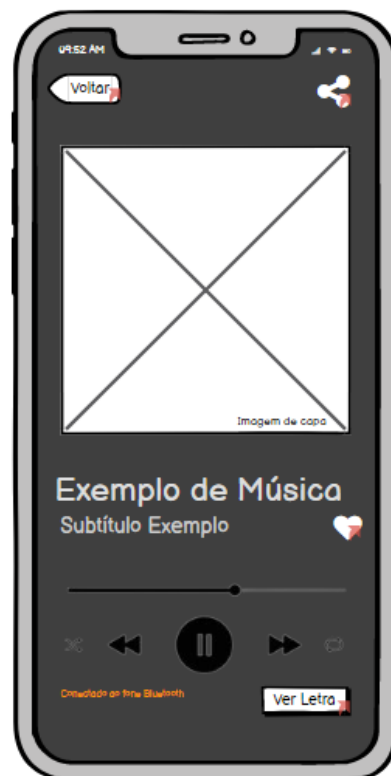 09:52 AM
Voltar
Imagem de capa
Exemplo de Música
Subtítulo Exemplo
Conectado ao fone Bluetooth
Ver Letra